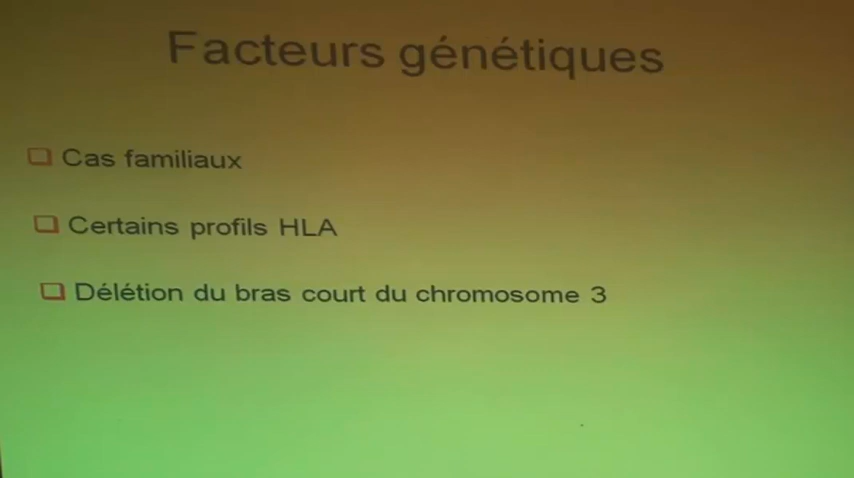 Facteurs génétiques
Cas familiaux
Certains profils HLA
Délétion du bras court du chromosome 3